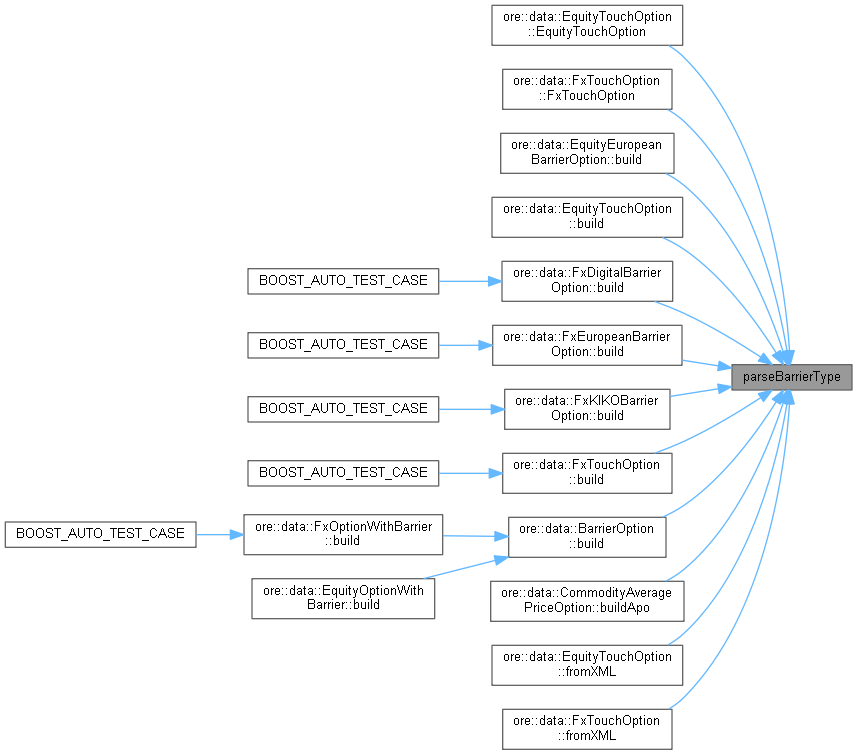 ore::data::EquityTouchOption
::EquityTouchOption
ore::data::FxTouchOption
::FxTouchOption
ore::data::EquityEuropean
BarrierOption::build
ore::data::EquityTouchOption
::build
BOOST_AUTO_TEST_CASE
ore::data::FxDigitalBarrier
Option::build
BOOST_AUTO_TEST_CASE
ore::data::FxEuropeanBarrier
Option::build
parseBarrierType
BOOST_AUTO_TEST_CASE
ore::data::FxKIKOBarrier
Option::build
BOOST_AUTO_TEST_CASE
ore::data::FxTouchOption
::build
BOOST_AUTO_TEST_CASE
ore::data::FxOptionWithBarrier
::build
ore::data::BarrierOption
::build
ore::data::EquityOptionWith
Barrier::build
ore::data::CommodityAverage
PriceOption::buildApo
ore::data::EquityTouchOption
::fromXML
ore::data::FxTouchOption
::fromXML